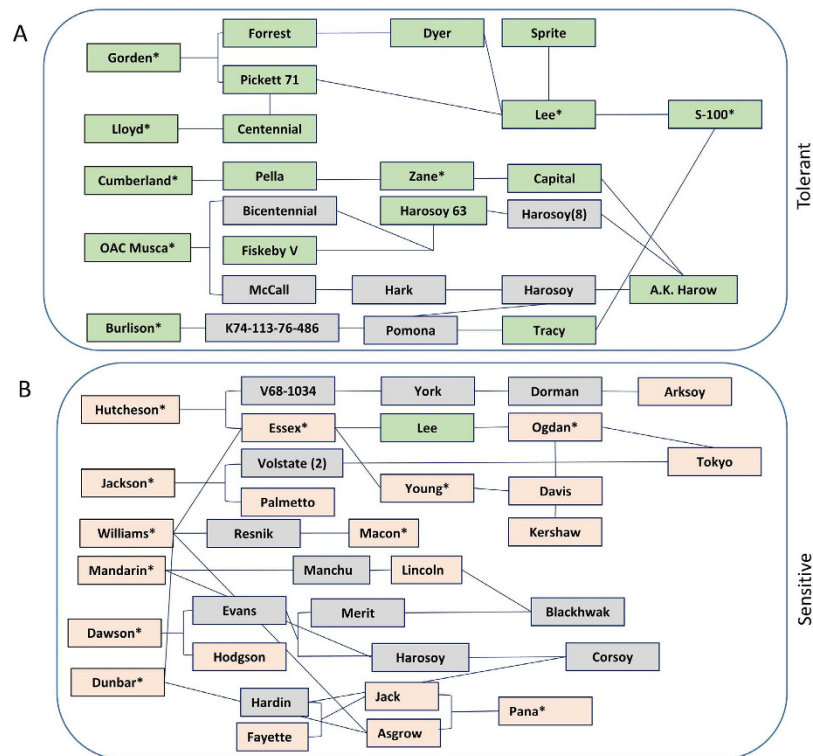 A
Forrest
Dyer
Sprite
Gorden*
Pickett 71
Lee*
S-100*
Lloyd*
Centennial
Cumberland*
Pella
Zane*
Capital
Bicentennial
Harosoy 63
Harosoy(8)
OAC Musca*
Fiskeby V
McCall
Hark
Harosoy
A.K. Harow
Burlison*
K74-113-76-486
Pomona
Tracy
Tolerant
B
V68-1034
York
Dorman
Arksoy
Hutcheson*
Essex*
Lee
Ogdan*
Volstate (2)
Tokyo
Jackson*
Young*
Davis
Palmetto
Williams*
Resnik
Macon*
Kershaw
Mandarin*
Manchu
Lincoln
Evans
Merit
Blackhwak
Dawson*
Hodgson
Harosoy
Corsoy
Dunbar*
Hardin
Jack
Pana*
Fayette
Asgrow
Sensitive